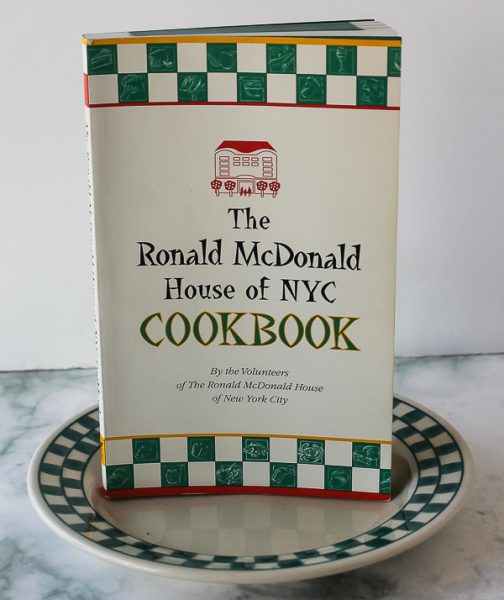 The
Ronald McDonald
House of NYC
COOKBOOK
By the Volunteers
of The Ronald McDonald House
of New York City